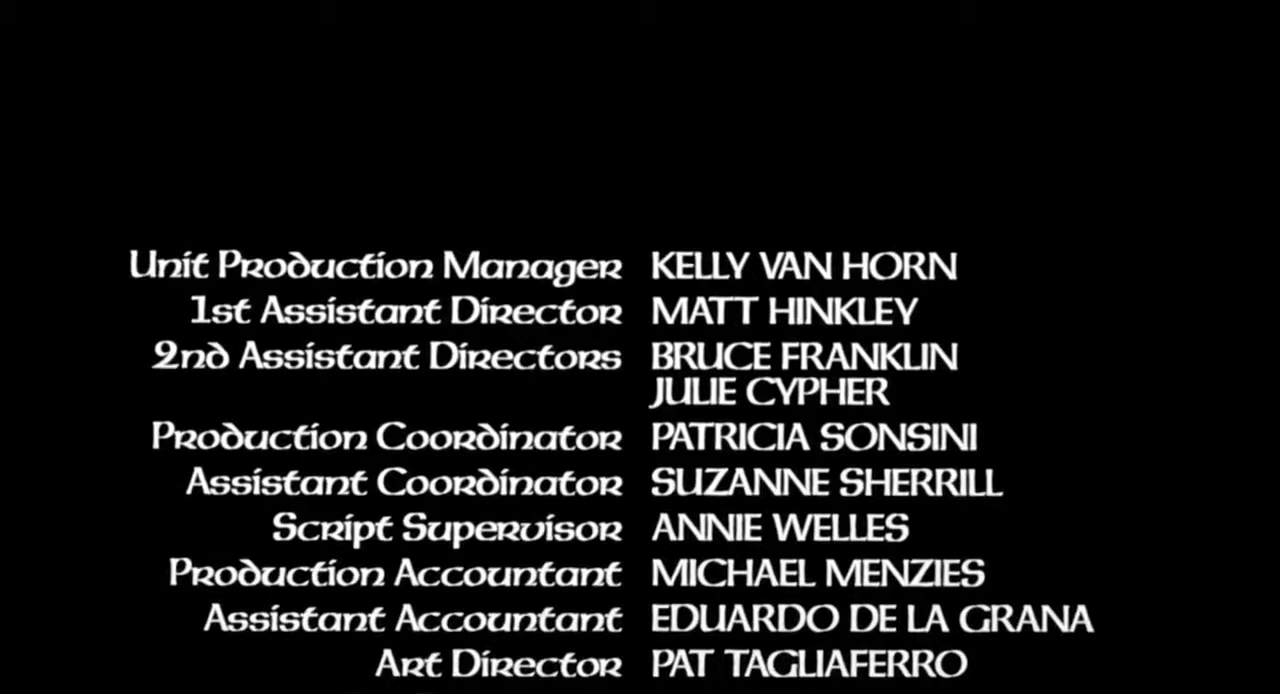 Unit Production Manager KELLY VAN HORN
1st Assistant Director MATT HINKLEY
2nd Assistant Directors BRUCE FRANKLIN
JULIE CYPHER
Production Coordinator PATRICIA SONSINI
Assistant Coordinator SUZANNE SHERRILL
Script Supervisor ANNIE WELLES
Production Accountant MICHAEL MENZIES
Assistant Accountant EDUARDO DE LA GRANA
Art Director PAT TAGLIAFERRO